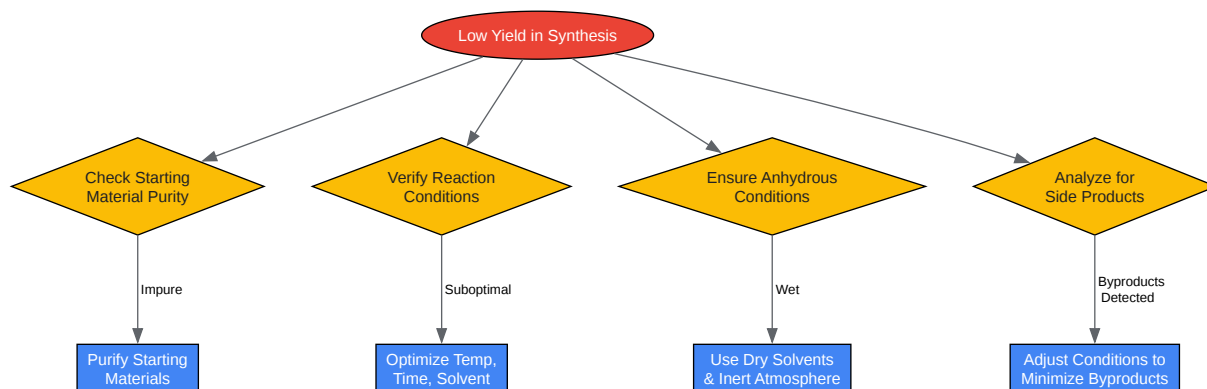 Low Yield in Synthesis
Check Starting
Material Purity
Verify Reaction
Conditions
Ensure Anhydrous
Conditions
Analyze for
Side Products
Impure
Suboptimal
Wet
Byproducts
Detected
Purify Starting
Materials
Optimize Temp,
Time, Solvent
Use Dry Solvents
& Inert Atmosphere
Adjust Conditions to
Minimize Byproducts